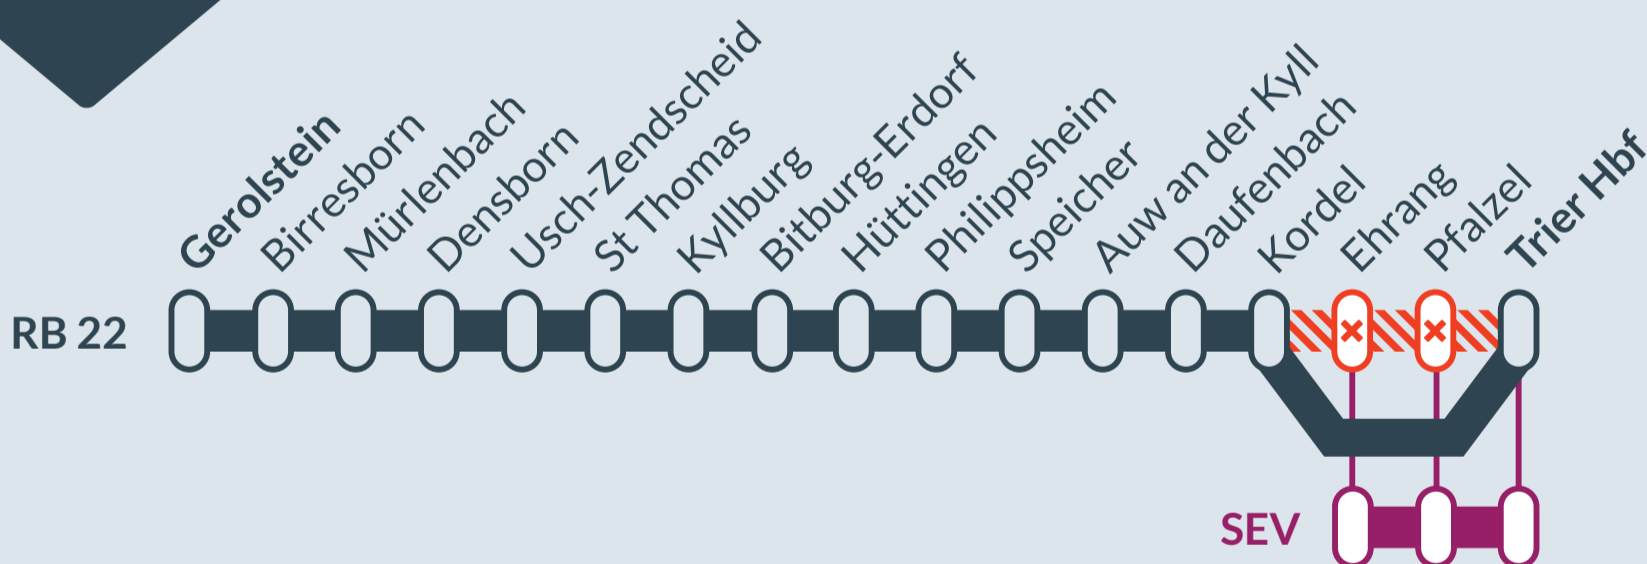 Gerolstein
Birresborn
Mürlenbach
Densborn
Usch-Zendscheid
St Thomas
Kyllburg
Bitburg-Erdorf
Hüttingen
Philippsheim
Speicher
Auw an der Kyll
Daufenbach
Kordel
Ehrang
Pfalzel
Trier Hbf
RB 22
SEV